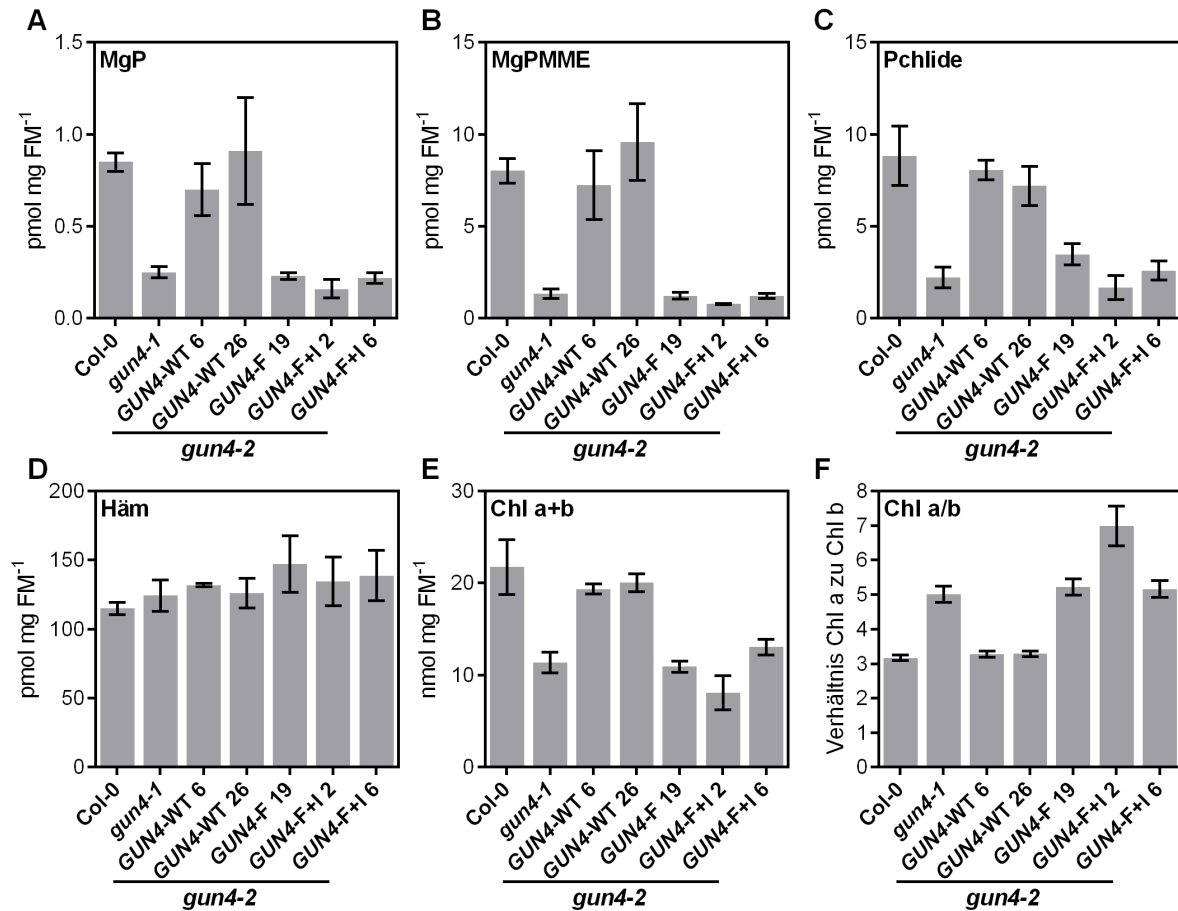 A
MgP
pmol mg FM⁻¹
1.5
1.0
0.5
0.0
Col-0
gun4-1
GUN4-WT 6
GUN4-WT 26
GUN4-F 19
GUN4-F+I 2
GUN4-F+I 6
gun4-2
B
MgPMME
pmol mg FM⁻¹
15
10
5
0
Col-0
gun4-1
GUN4-WT 6
GUN4-WT 26
GUN4-F 19
GUN4-F+I 2
GUN4-F+I 6
gun4-2
C
Pchlide
pmol mg FM⁻¹
15
10
5
0
Col-0
gun4-1
GUN4-WT 6
GUN4-WT 26
GUN4-F 19
GUN4-F+I 2
GUN4-F+I 6
gun4-2
D
Häm
pmol mg FM⁻¹
200
150
100
50
0
Col-0
gun4-1
GUN4-WT 6
GUN4-WT 26
GUN4-F 19
GUN4-F+I 2
GUN4-F+I 6
gun4-2
E
Chl a+b
nmol mg FM⁻¹
30
20
10
0
Col-0
gun4-1
GUN4-WT 6
GUN4-WT 26
GUN4-F 19
GUN4-F+I 2
GUN4-F+I 6
gun4-2
F
Chl a/b
Verhältnis Chl a zu Chl b
8
7
6
5
4
3
2
1
0
Col-0
gun4-1
GUN4-WT 6
GUN4-WT 26
GUN4-F 19
GUN4-F+I 2
GUN4-F+I 6
gun4-2